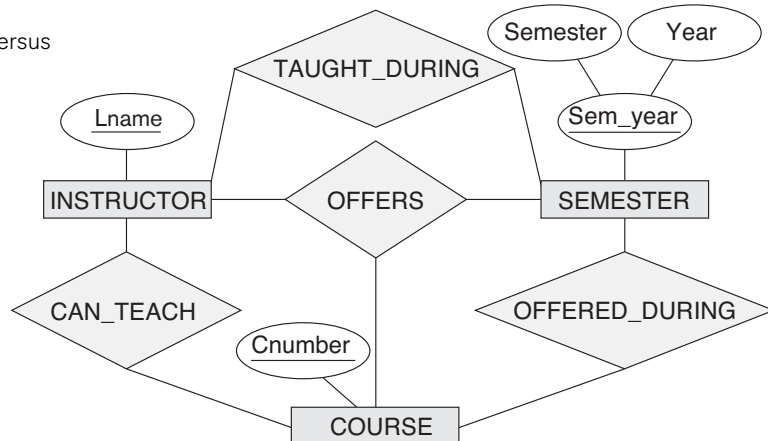 ersus
Semester
Year
TAUGHT_DURING
Lname
Sem_year
INSTRUCTOR
OFFERS
SEMESTER
CAN_TEACH
OFFERED_DURING
Cnumber
COURSE